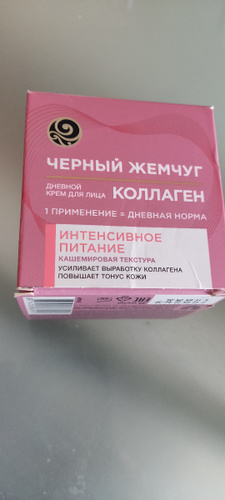 ЧЕРНЫЙ ЖЕМЧУГ
ДНЕВНОЙ
КРЕМ ДЛЯ ЛИЦА КОЛЛАГЕН
1 ПРИМЕНЕНИЕ = ДНЕВНАЯ НОРМА
ИНТЕНСИВНОЕ
ПИТАНИЕ
КАШЕМИРОВАЯ ТЕКСТУРА
УСИЛИВАЕТ ВЫРАБОТКУ КОЛЛАГЕНА
ПОВЫШАЕТ ТОНУС КОЖИ